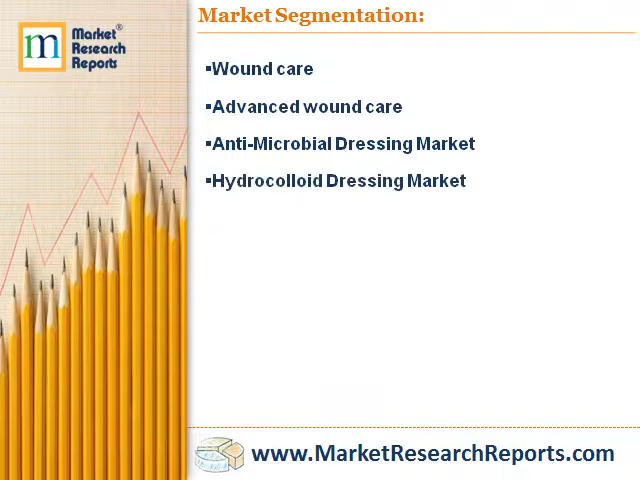 Market Segmentation:
m
Market®
Research
Reports
▪Wound care
▪Advanced wound care
▪Anti-Microbial Dressing Market
▪Hydrocolloid Dressing Market
www.MarketResearchReports.com